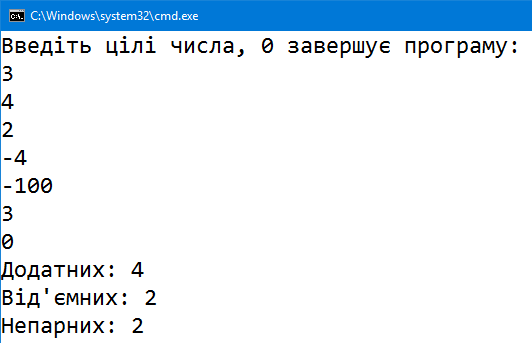 C:\Windows\system32\cmd.exe
Введіть цілі числа, 0 завершує програму:
3
4
2
-4
-100
3
0
Додатних: 4
Від'ємних: 2
Непарних: 2